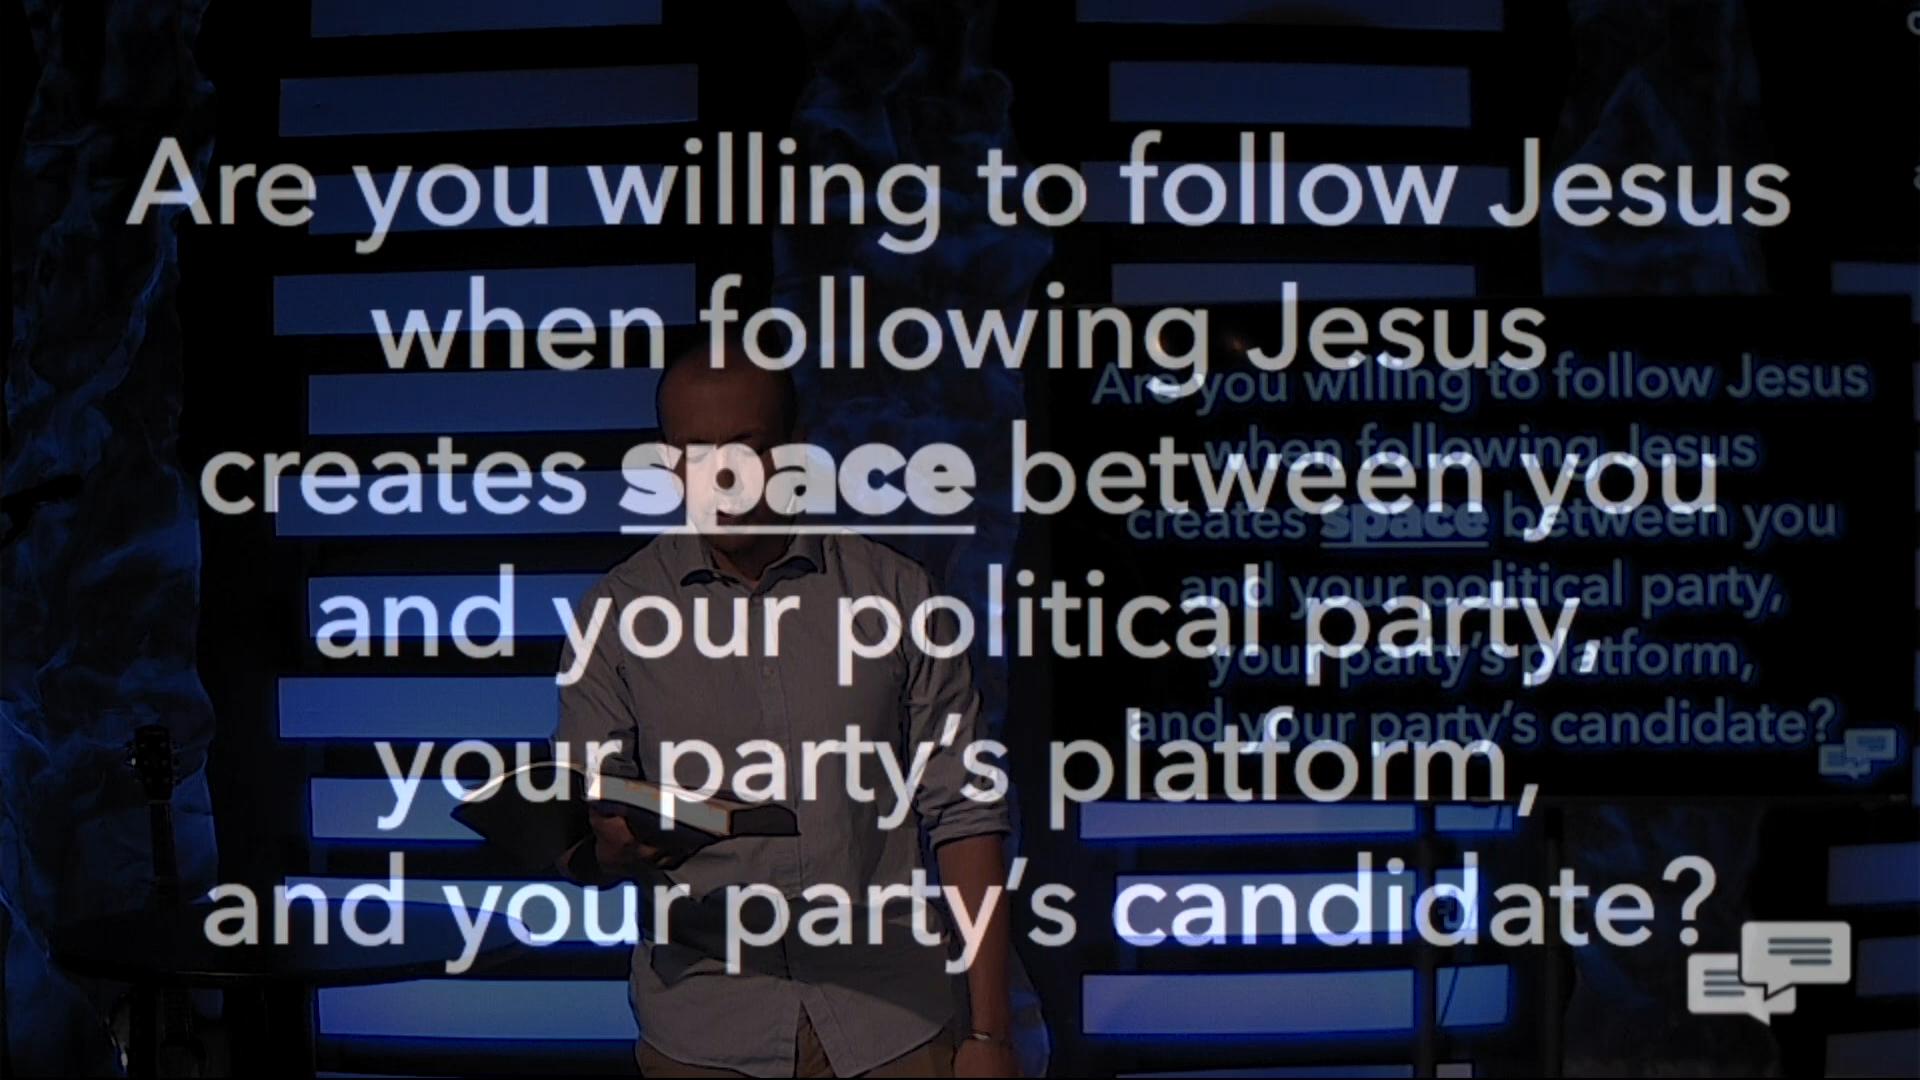 Are you willing to follow Jesus
when following Jesus
creates space between you
and your political party,
your party's platform,
and your party's candidate?
Are you willing to follow Jesus
when following Jesus
creates space between you
and your political party,
your party's platform,
and your party's candidate?